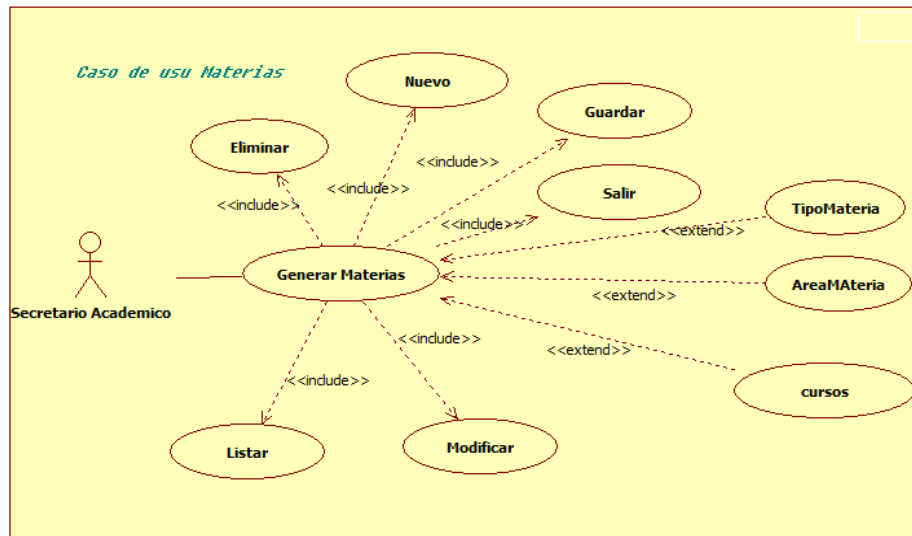 Caso de usu Materias
Nuevo
Guardar
Eliminar
<<include>>
<<include>>
<<include>>
Salir
<<include>>
TipoMateria
<<extend>>
Generar Materias
AreaMAteria
<<extend>>
Secretario Academico
<<include>>
<<extend>>
<<include>>
cursos
Listar
Modificar